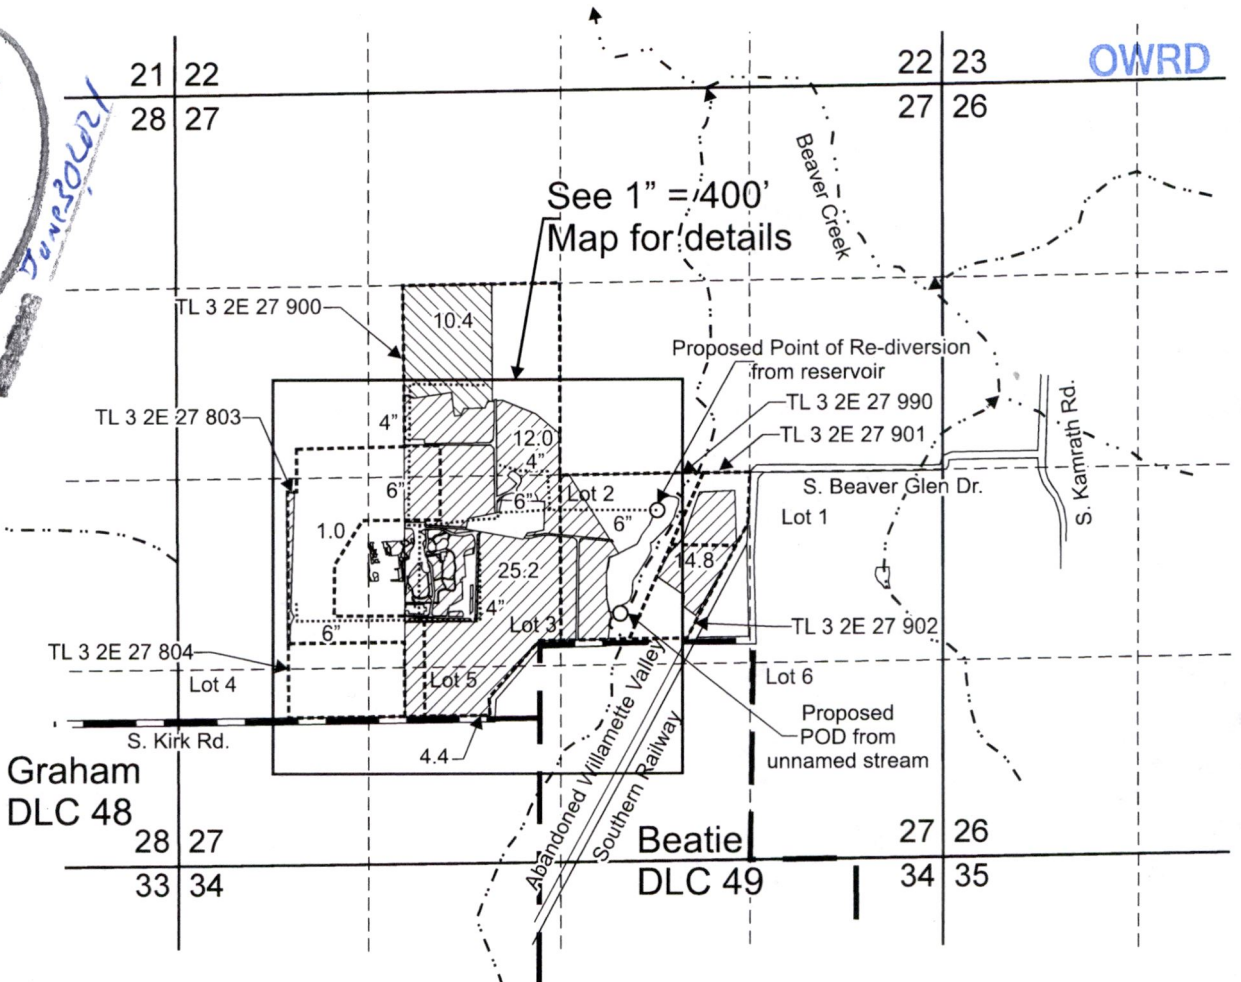 OWRD
21 22
28 27
22 23
27 26
Beaver Creek
See 1” = 400’
Map for details
TL 3 2E 27 900
10.4
Proposed Point of Re-diversion
from reservoir
TL 3 2E 27 990
TL 3 2E 27 803
4”
12.0
4”
TL 3 2E 27 901
S. Kamrath Rd.
6”
Lot 2
6”
6”
S. Beaver Glen Dr.
Lot 1
1.0
25.2
14.8
4”
Lot 3
6”
TL 3 2E 27 902
TL 3 2E 27 804
Lot 4
Lot 5
Lot 6
S. Kirk Rd.
4.4
Proposed
POD from
unnamed stream
Abandoned Willamette Valley
Southern Railway
Graham
DLC 48
28 27
33 34
Beatie
DLC 49
27 26
34 35